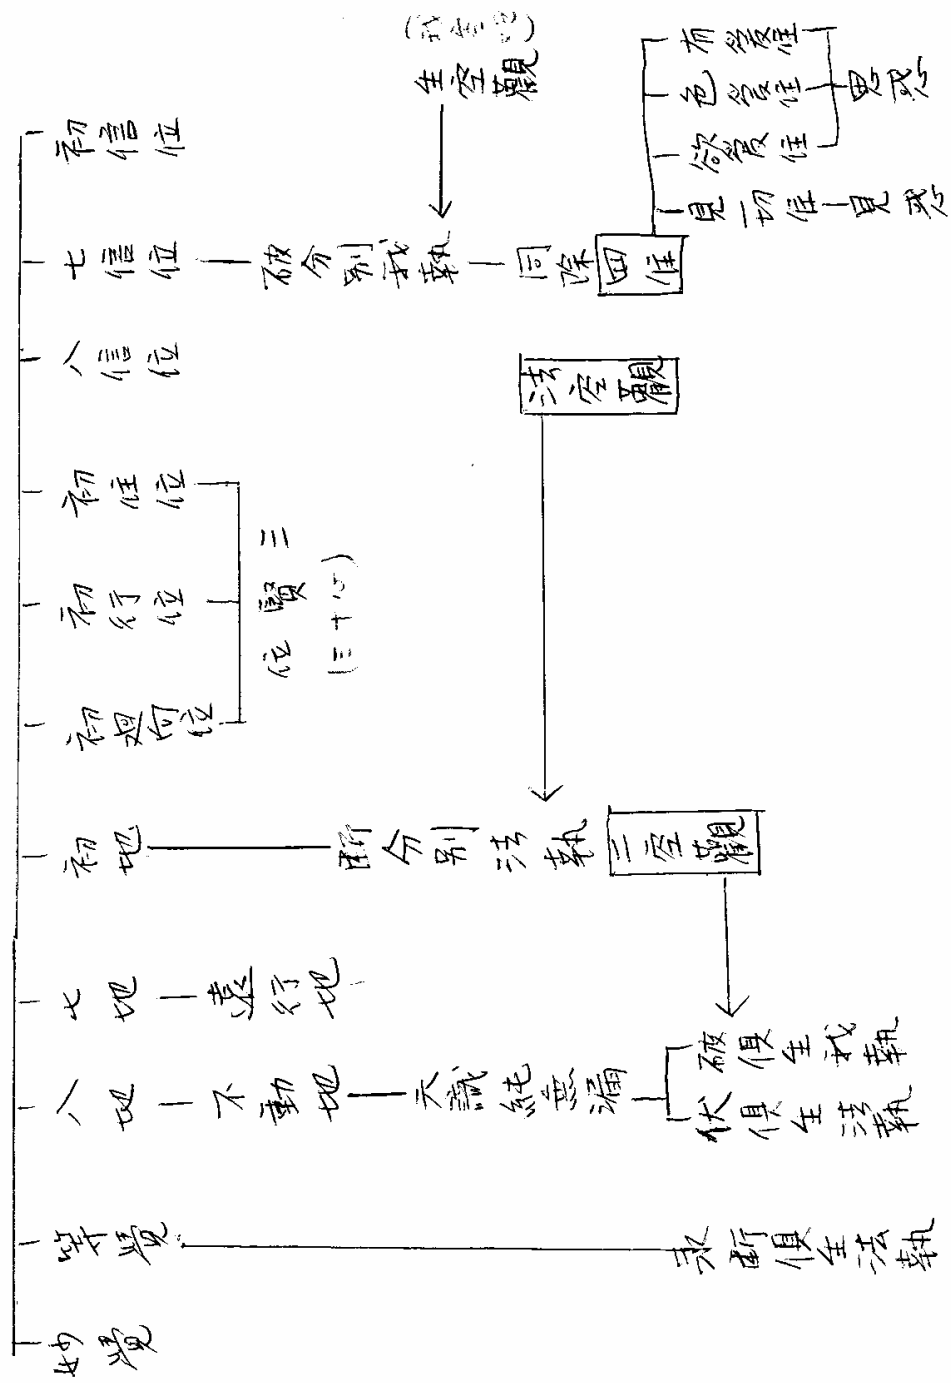 (我空觀)
生空觀
初信位
七信位 破分別我執 同除 四住
有愛住
色愛住
欲愛住
思惑
見一切住 見惑
八信位
法空觀
初住位
初行位
初迴向位
三賢位
(三十心)
初地 斷分別法執 二空觀
七地 遠行地
八地 不動地 六識純無漏
破俱生我執
伏俱生法執
等覺 永斷俱生法執
妙覺